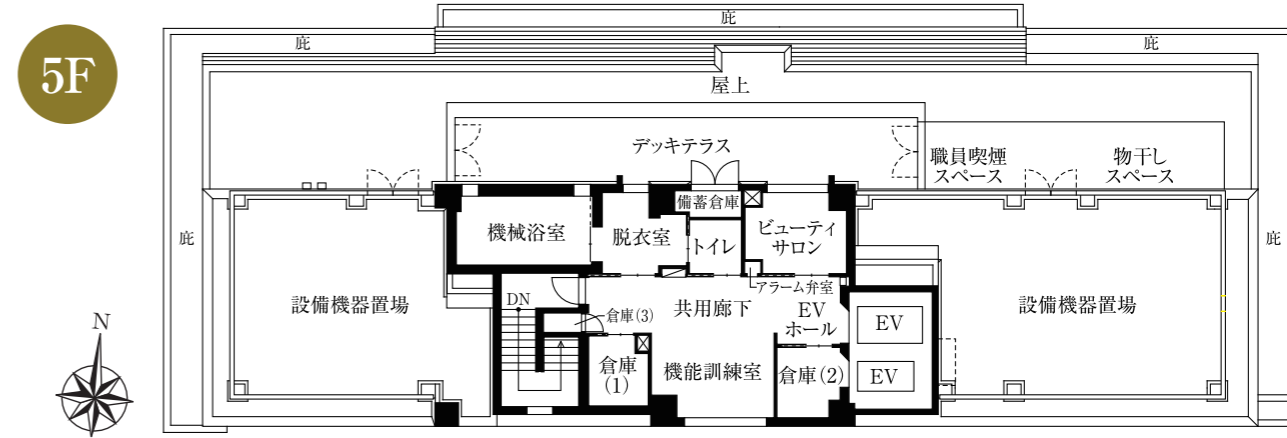 5F
庇
庇
庇
屋上
デッキテラス
職員喫煙
スペース
物干し
スペース
備蓄倉庫
機械浴室
脱衣室
トイレ
ビューティ
サロン
庇
庇
アラーム弁室
設備機器置場
DN
倉庫(3)
共用廊下
EV
ホール
EV
設備機器置場
N
倉庫
(1)
機能訓練室
倉庫(2)
EV